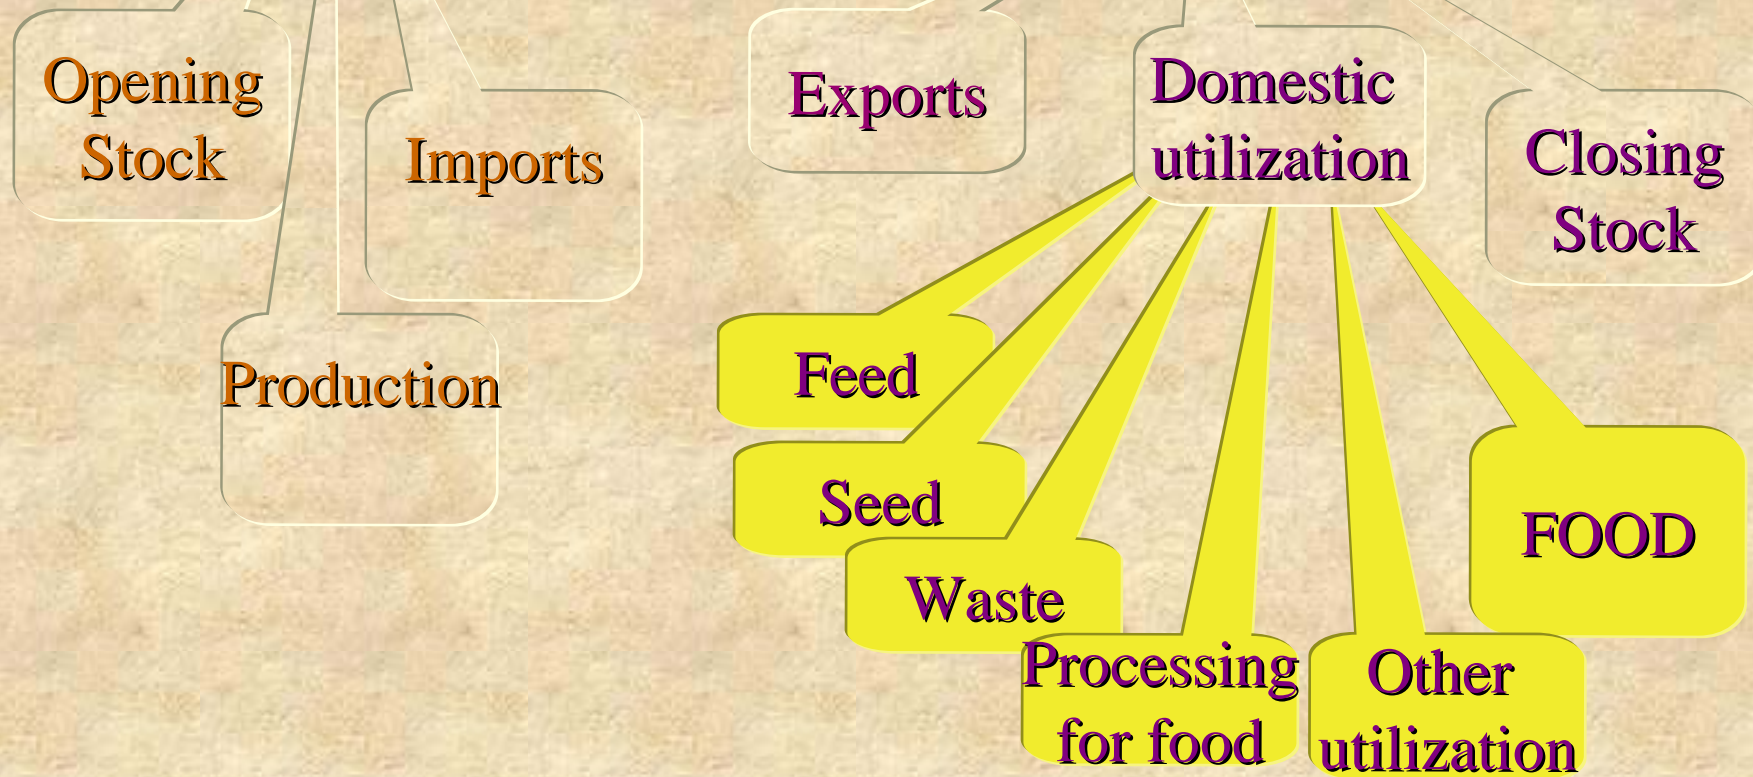 Opening
Stock
Imports
Production
Exports
Domestic
utilization
Closing
Stock
Feed
Seed
Waste
Processing
for food
Other
utilization
FOOD